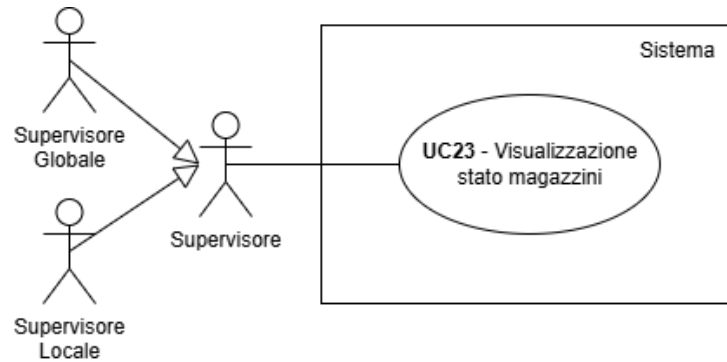 Sistema
Supervisore
Globale
UC23 - Visualizzazione
stato magazzini
Supervisore
Supervisore
Locale